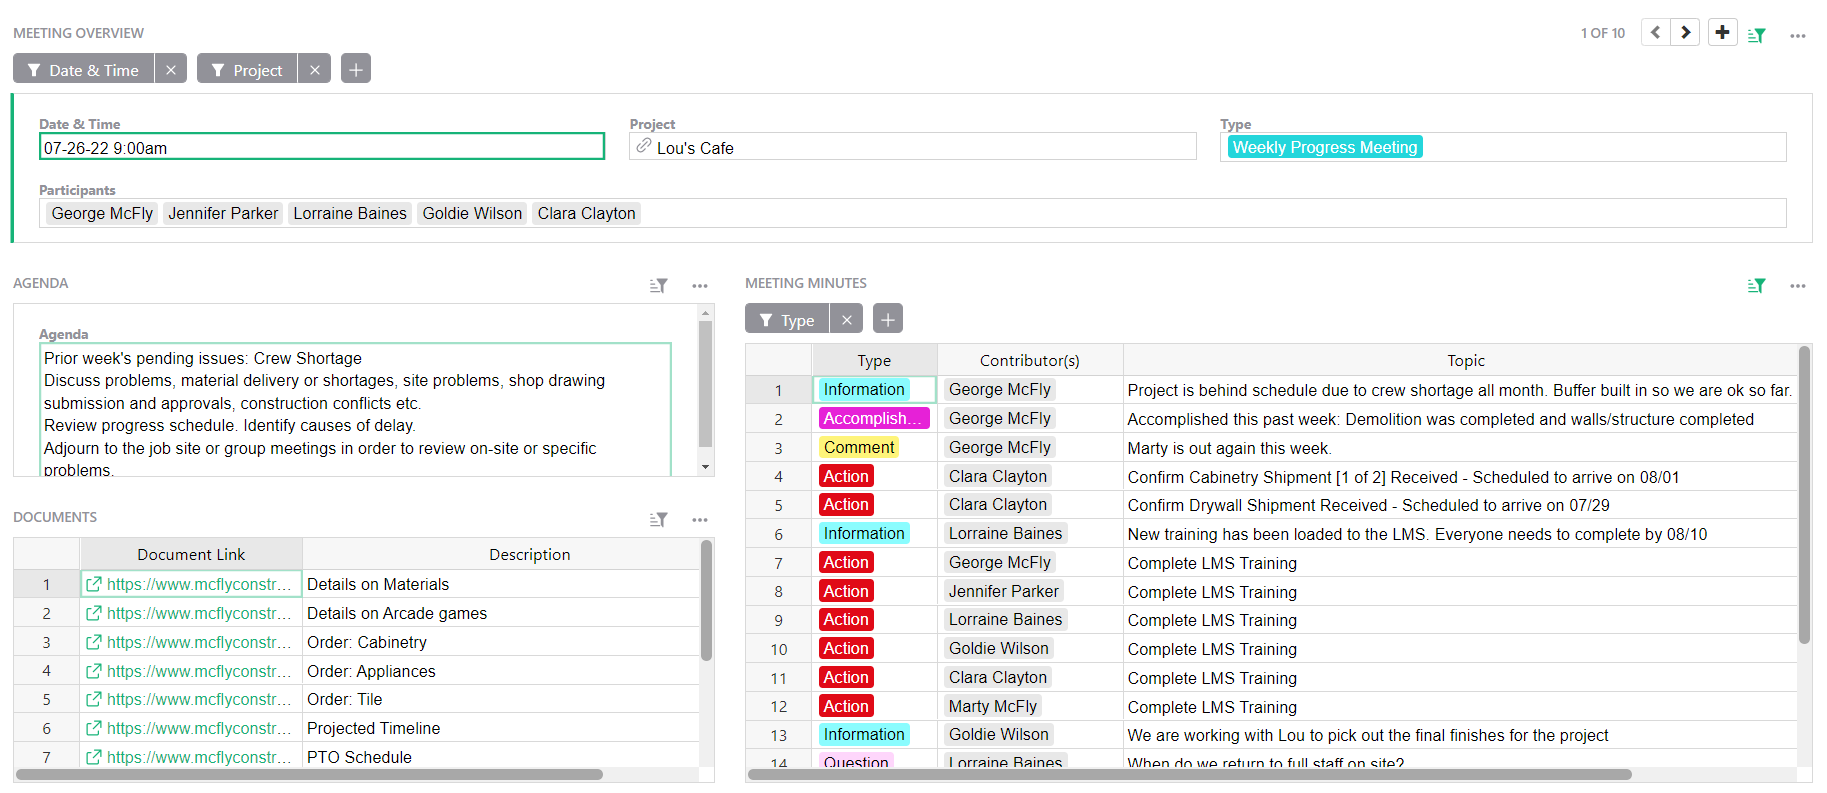 MEETING OVERVIEW
1 OF 10
Date & Time
Project
Date & Time
07-26-22 9:00am
Project
Lou's Cafe
Type
Weekly Progress Meeting
Participants
George McFly Jennifer Parker Lorraine Baines Goldie Wilson Clara Clayton
AGENDA
Agenda
Prior week's pending issues: Crew Shortage
Discuss problems, material delivery or shortages, site problems, shop drawing
submission and approvals, construction conflicts etc.
Review progress schedule. Identify causes of delay.
Adjourn to the job site or group meetings in order to review on-site or specific
problems.
DOCUMENTS
Document Link Description
1 https://www.mcflyconstr... Details on Materials
2 https://www.mcflyconstr... Details on Arcade games
3 https://www.mcflyconstr... Order: Cabinetry
4 https://www.mcflyconstr... Order: Appliances
5 https://www.mcflyconstr... Order: Tile
6 https://www.mcflyconstr... Projected Timeline
7 https://www.mcflyconstr... PTO Schedule
MEETING MINUTES
Type
Type Contributor(s) Topic
1 Information George McFly Project is behind schedule due to crew shortage all month. Buffer built in so we are ok so far.
2 Accomplish... George McFly Accomplished this past week: Demolition was completed and walls/structure completed
3 Comment George McFly Marty is out again this week.
4 Action Clara Clayton Confirm Cabinetry Shipment [1 of 2] Received - Scheduled to arrive on 08/01
5 Action Clara Clayton Confirm Drywall Shipment Received - Scheduled to arrive on 07/29
6 Information Lorraine Baines New training has been loaded to the LMS. Everyone needs to complete by 08/10
7 Action George McFly Complete LMS Training
8 Action Jennifer Parker Complete LMS Training
9 Action Lorraine Baines Complete LMS Training
10 Action Goldie Wilson Complete LMS Training
11 Action Clara Clayton Complete LMS Training
12 Action Marty McFly Complete LMS Training
13 Information Goldie Wilson We are working with Lou to pick out the final finishes for the project
14 Question Lorraine Baines When do we return to full staff on site?